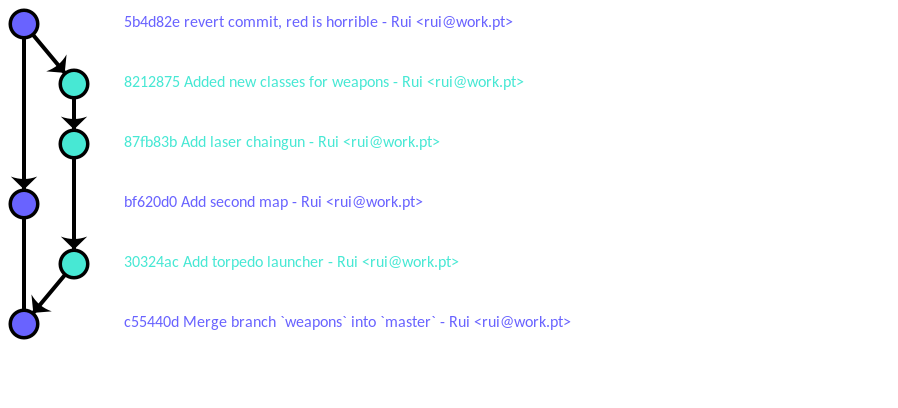 5b4d82e revert commit, red is horrible - Rui <rui@work.pt>
8212875 Added new classes for weapons - Rui <rui@work.pt>
87fb83b Add laser chaingun - Rui <rui@work.pt>
bf620d0 Add second map - Rui <rui@work.pt>
30324ac Add torpedo launcher - Rui <rui@work.pt>
c55440d Merge branch `weapons` into `master` - Rui <rui@work.pt>